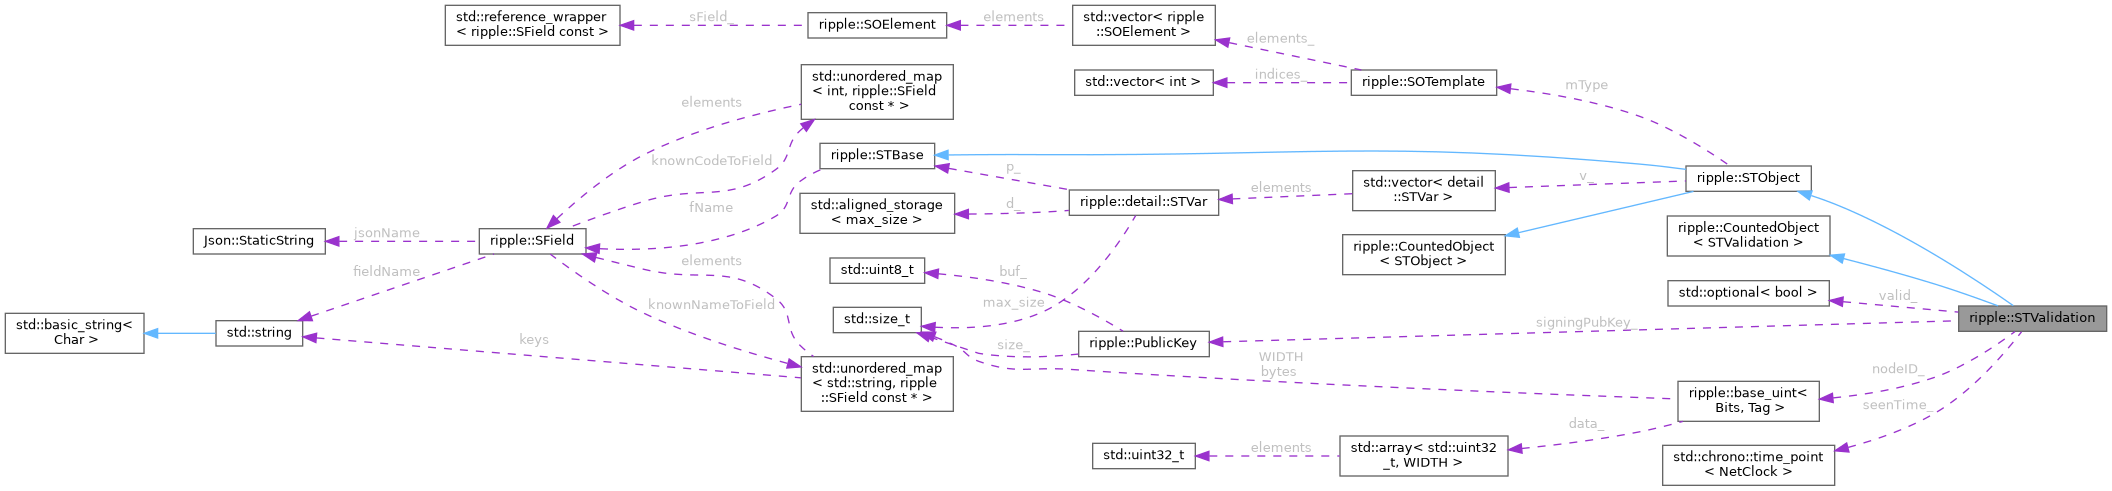 std::reference_wrapper
< ripple::SField const >
sField_
ripple::SOElement
elements
std::vector< ripple
::SOElement >
elements_
std::unordered_map
< int, ripple::SField
const * >
std::vector< int >
indices_
ripple::SOTemplate
mType
elements
knownCodeToField
ripple::STBase
p_
ripple::STObject
v_
std::vector< detail
::STVar >
elements
ripple::detail::STVar
d_
std::aligned_storage
< max_size >
fName
Json::StaticString
jsonName
ripple::SField
ripple::CountedObject
< STObject >
ripple::CountedObject
< STValidation >
fieldName
elements
std::uint8_t
buf_
std::optional< bool >
valid_
knownNameToField
max_size
std::size_t
signingPubKey_
ripple::STValidation
std::basic_string<
Char >
std::string
keys
size_
ripple::PublicKey
WIDTH
bytes
std::unordered_map
< std::string, ripple
::SField const * >
nodeID_
ripple::base_uint<
Bits, Tag >
seenTime_
data_
std::uint32_t
elements
std::array< std::uint32
_t, WIDTH >
std::chrono::time_point
< NetClock >